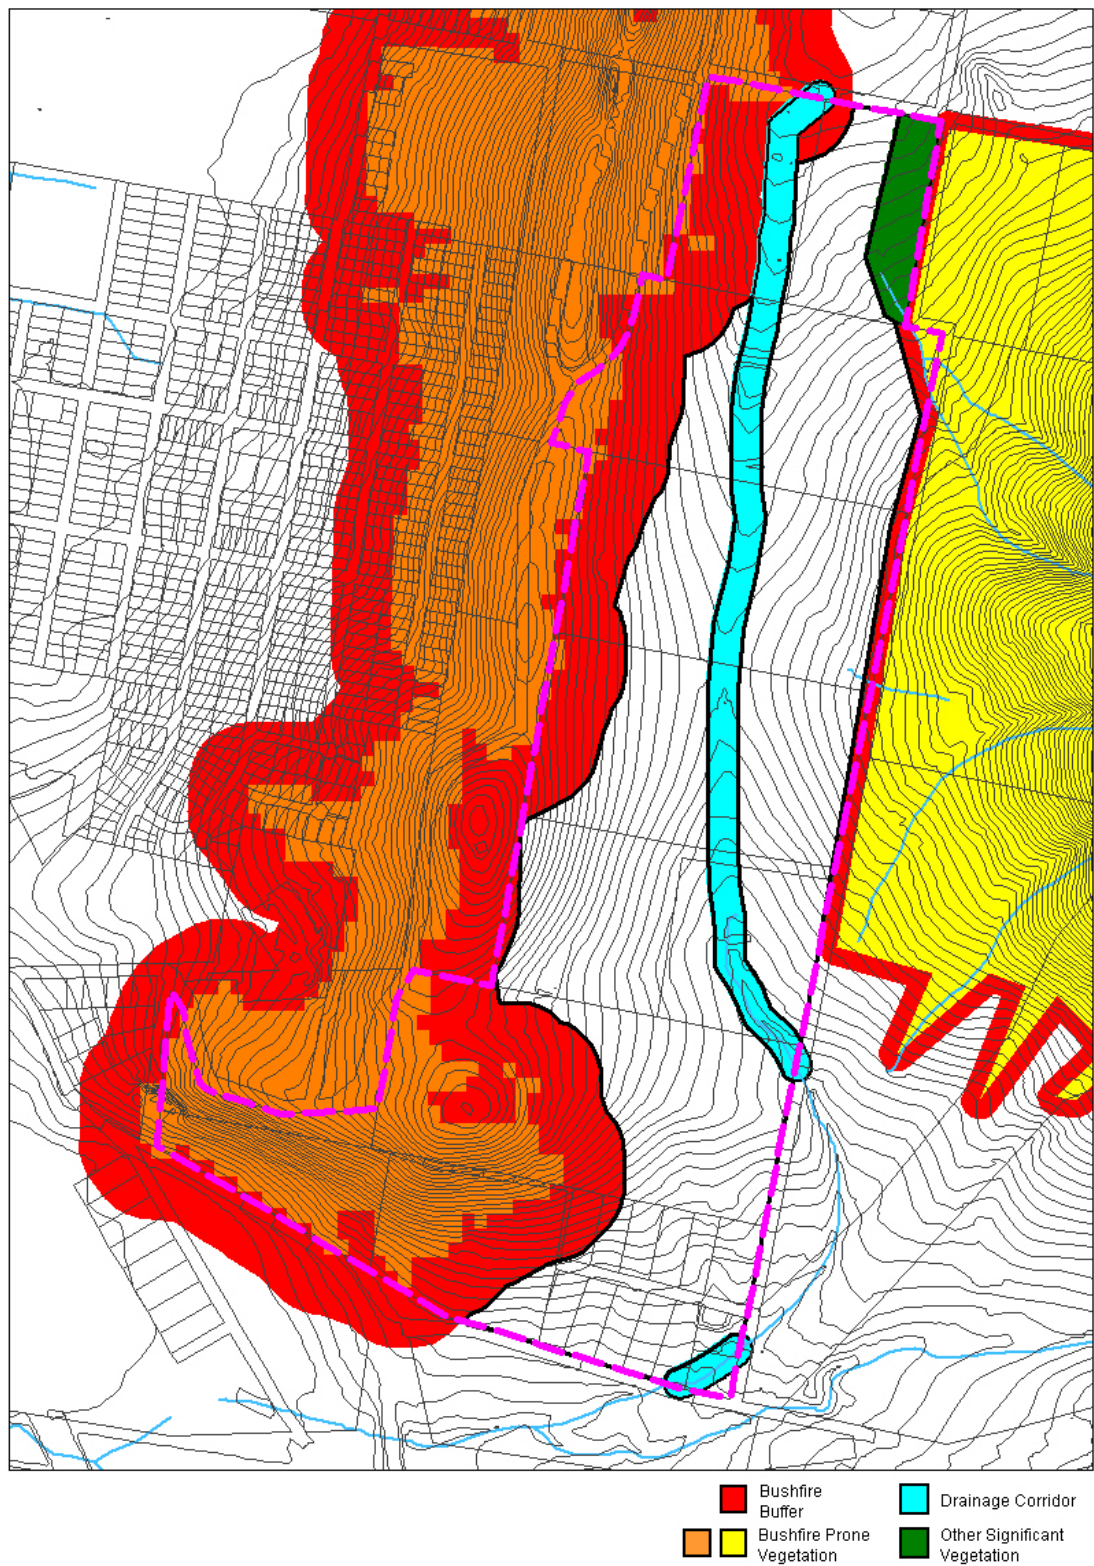 Bushfire
Buffer
Drainage Corridor
Bushfire Prone
Vegetation
Other Significant
Vegetation